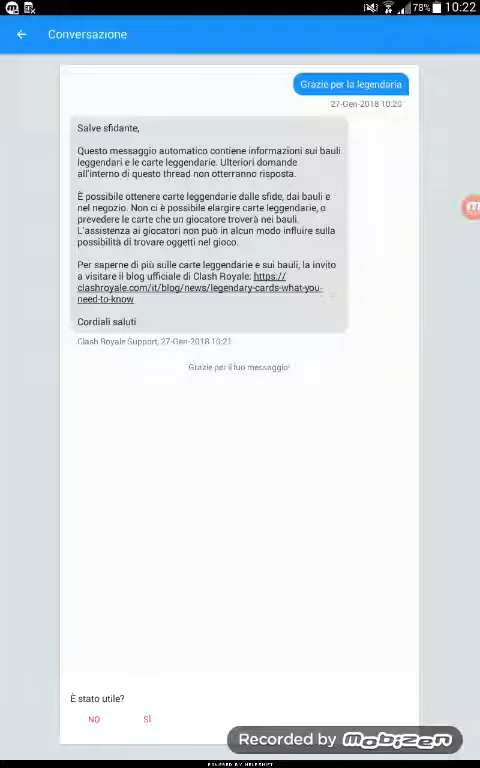 78% 10:22
Conversazione
Grazie per la legendaria
27-Gen-2018 10:20
Salve sfidante,
Questo messaggio automatico contiene informazioni sui bauli
leggendari e le carte leggendarie. Ulteriori domande
all'interno di questo thread non otterranno risposta.
È possibile ottenere carte leggendarie dalle sfide, dai bauli e
nel negozio. Non ci è possibile elargire carte leggendarie, o
prevedere le carte che un giocatore troverà nei bauli.
L'assistenza ai giocatori non può in alcun modo influire sulla
possibilità di trovare oggetti nel gioco.
Per saperne di più sulle carte leggendarie e sui bauli, la invito
a visitare il blog ufficiale di Clash Royale: https://
clashroyale.com/it/blog/news/legendary-cards-what-you-
need-to-know
Cordiali saluti
Clash Royale Support, 27-Gen-2018 10:21
Grazie per il tuo messaggio!
È stato utile?
NO SÌ
Recorded by mobizen
POWERED BY HELPSHIFT